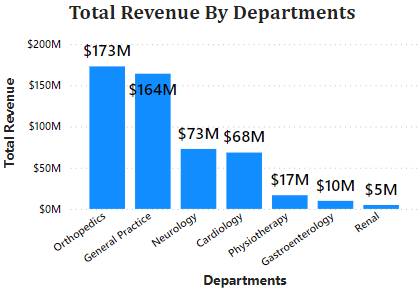 Total Revenue By Departments
$200M
$150M
$100M
$50M
$0M
Total Revenue
$173M
$164M
$73M
$68M
$17M
$10M
$5M
Orthopedics
General Practice
Neurology
Cardiology
Physiotherapy
Gastroenterology
Renal
Departments